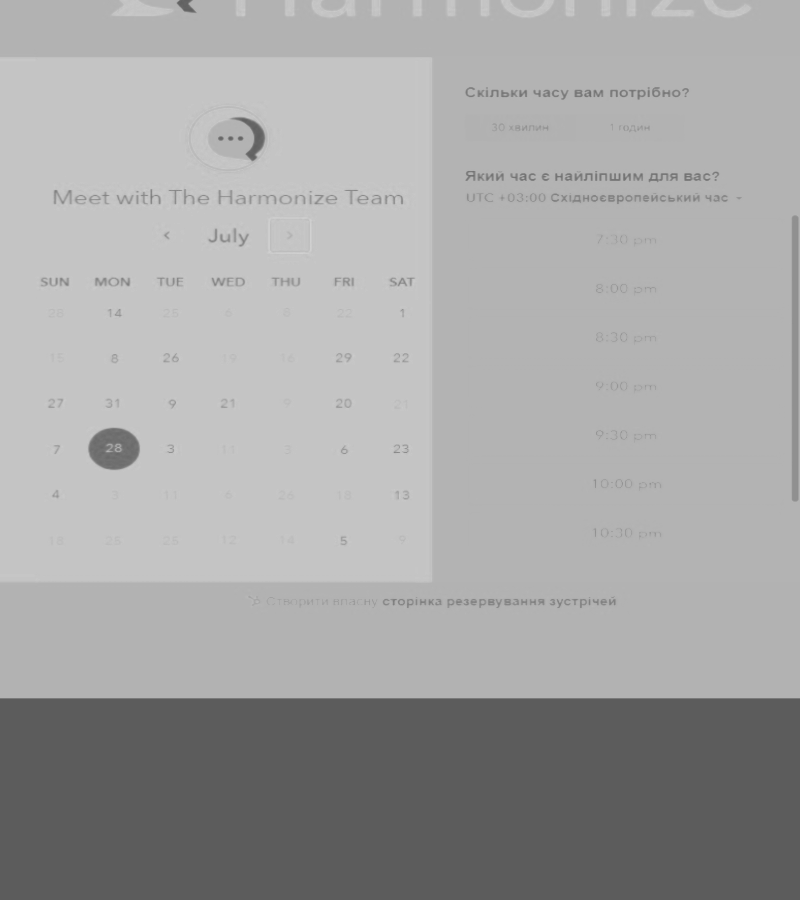 Harmonize
Meet with The Harmonize Team
July
SUN MON TUE WED THU FRI SAT
28 14 25 6 8 22 1
15 8 26 19 16 29 22
27 31 9 21 9 20 21
7 28 3 11 3 6 23
4 3 11 6 26 18 13
18 25 25 12 14 5 9
Скільки часу вам потрібно?
30 хвилин 1 годин
Який час є найліпшим для вас?
UTC +03:00 Східноєвропейський час
7:30 pm
8:00 pm
8:30 pm
9:00 pm
9:30 pm
10:00 pm
10:30 pm
Створити власну сторінка резервування зустрічей